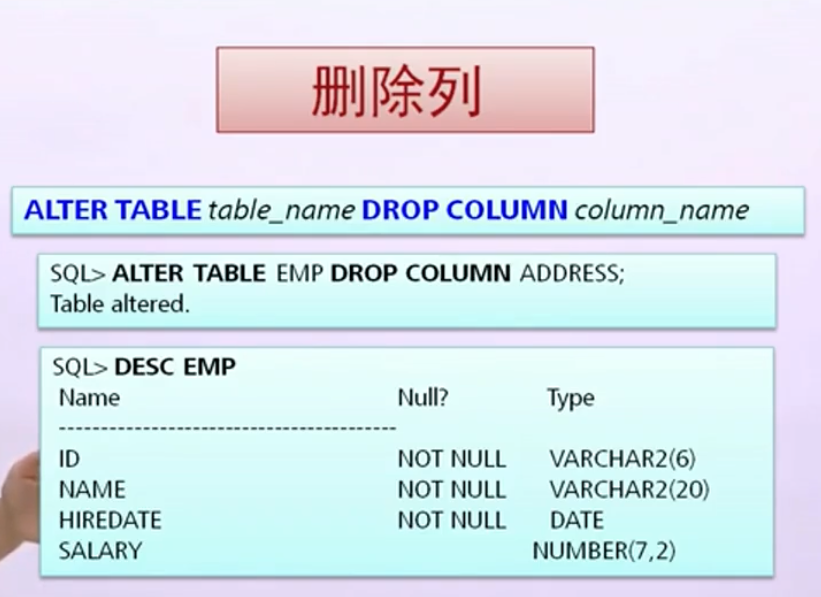 删除列
ALTER TABLE table_name DROP COLUMN column_name
SQL> ALTER TABLE EMP DROP COLUMN ADDRESS;
Table altered.
SQL> DESC EMP
Name Null? Type
----------------------------------------
ID NOT NULL VARCHAR2(6)
NAME NOT NULL VARCHAR2(20)
HIREDATE NOT NULL DATE
SALARY NUMBER(7,2)